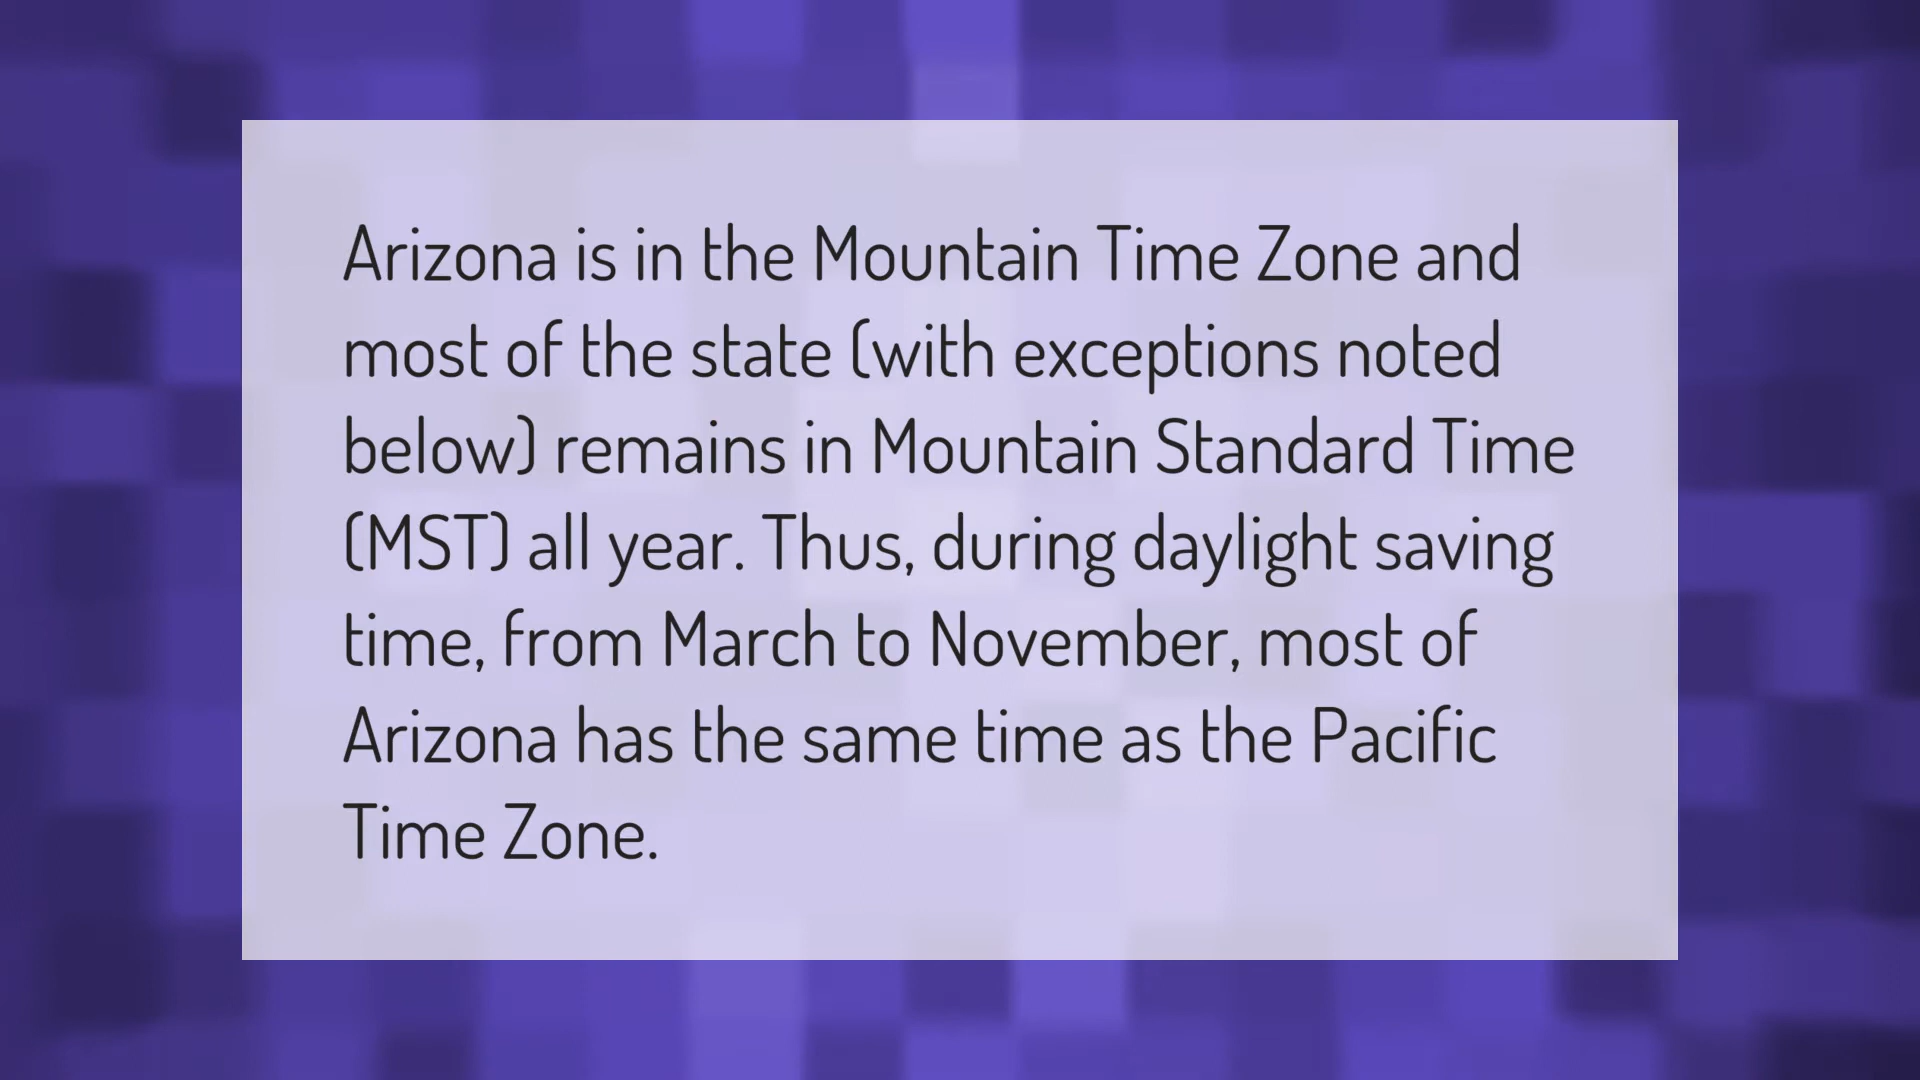 Arizona is in the Mountain Time Zone and
most of the state (with exceptions noted
below) remains in Mountain Standard Time
(MST) all year. Thus, during daylight saving
time, from March to November, most of
Arizona has the same time as the Pacific
Time Zone.